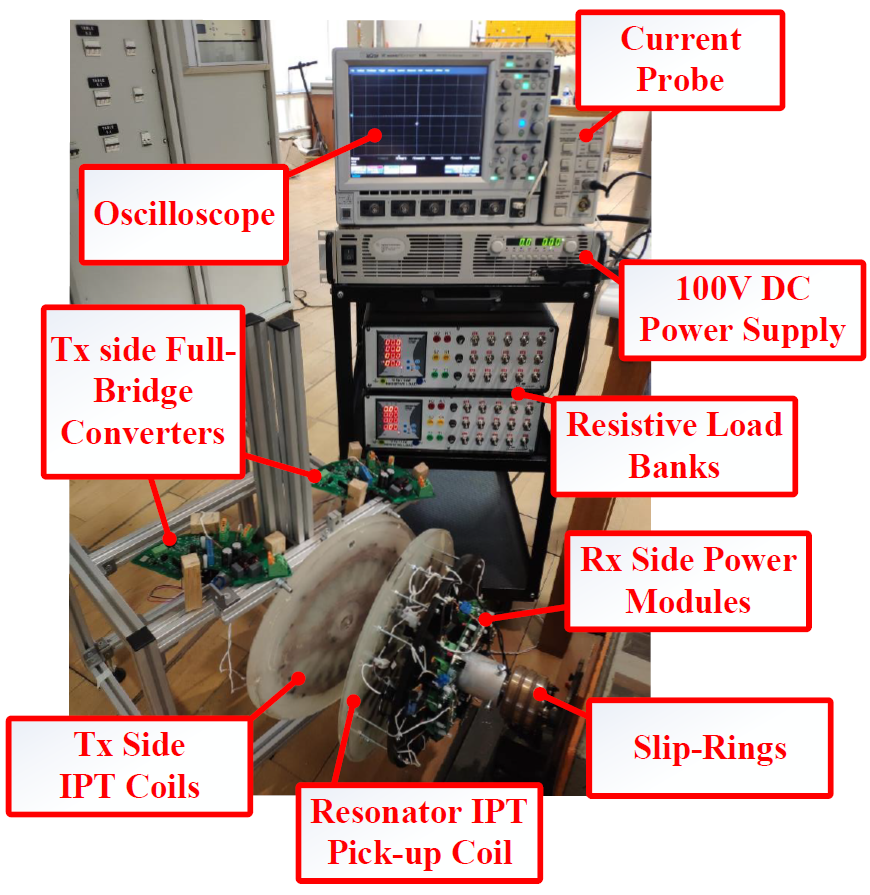 Current
Probe
Oscilloscope
100V DC
Power Supply
Tx side Full-
Bridge
Converters
Resistive Load
Banks
Rx Side Power
Modules
Tx Side
IPT Coils
Slip-Rings
Resonator IPT
Pick-up Coil